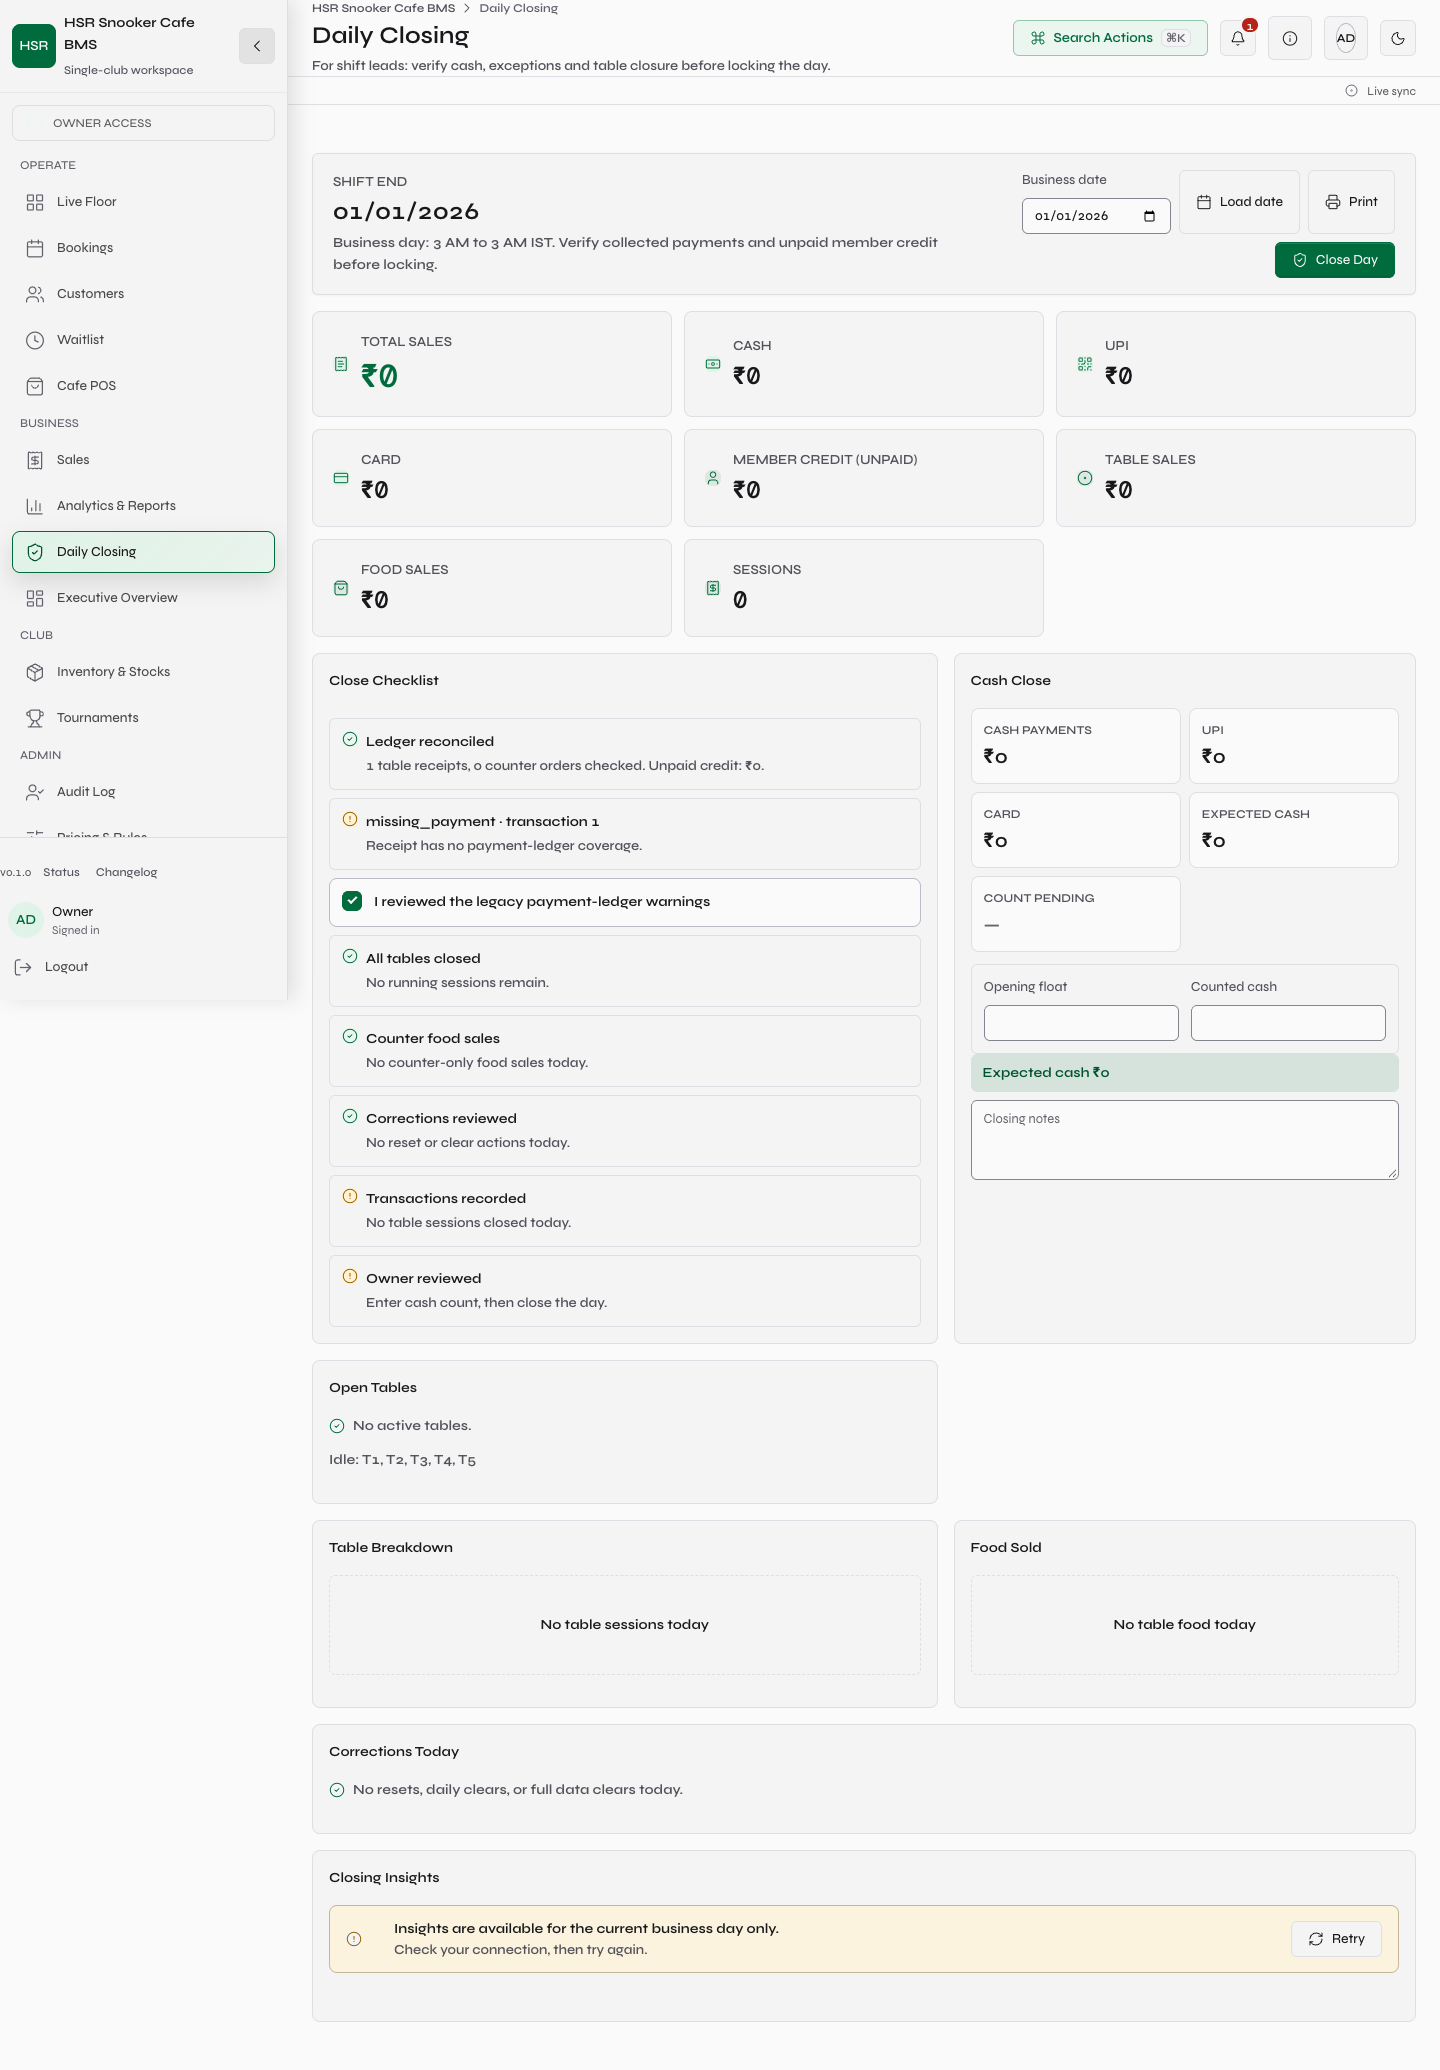 HSR
HSR Snooker Cafe
BMS
Single-club workspace
OWNER ACCESS
OPERATE
Live Floor
Bookings
Customers
Waitlist
Cafe POS
BUSINESS
Sales
Analytics & Reports
Daily Closing
Executive Overview
CLUB
Inventory & Stocks
Tournaments
ADMIN
Audit Log
Pricing & Rules
v0.1.0 Status Changelog
AD
Owner
Signed in
Logout
HSR Snooker Cafe BMS > Daily Closing
Daily Closing
For shift leads: verify cash, exceptions and table closure before locking the day.
Search Actions ⌘K
1
AD
Live sync
SHIFT END
01/01/2026
Business day: 3 AM to 3 AM IST. Verify collected payments and unpaid member credit
before locking.
Business date
01/01/2026
Load date
Print
Close Day
TOTAL SALES
₹0
CASH
₹0
UPI
₹0
CARD
₹0
MEMBER CREDIT (UNPAID)
₹0
TABLE SALES
₹0
FOOD SALES
₹0
SESSIONS
0
Close Checklist
Ledger reconciled
1 table receipts, 0 counter orders checked. Unpaid credit: ₹0.
missing_payment · transaction 1
Receipt has no payment-ledger coverage.
I reviewed the legacy payment-ledger warnings
All tables closed
No running sessions remain.
Counter food sales
No counter-only food sales today.
Corrections reviewed
No reset or clear actions today.
Transactions recorded
No table sessions closed today.
Owner reviewed
Enter cash count, then close the day.
Cash Close
CASH PAYMENTS
₹0
UPI
₹0
CARD
₹0
EXPECTED CASH
₹0
COUNT PENDING
—
Opening float
Counted cash
Expected cash ₹0
Closing notes
Open Tables
No active tables.
Idle: T1, T2, T3, T4, T5
Table Breakdown
No table sessions today
Food Sold
No table food today
Corrections Today
No resets, daily clears, or full data clears today.
Closing Insights
Insights are available for the current business day only.
Check your connection, then try again.
Retry